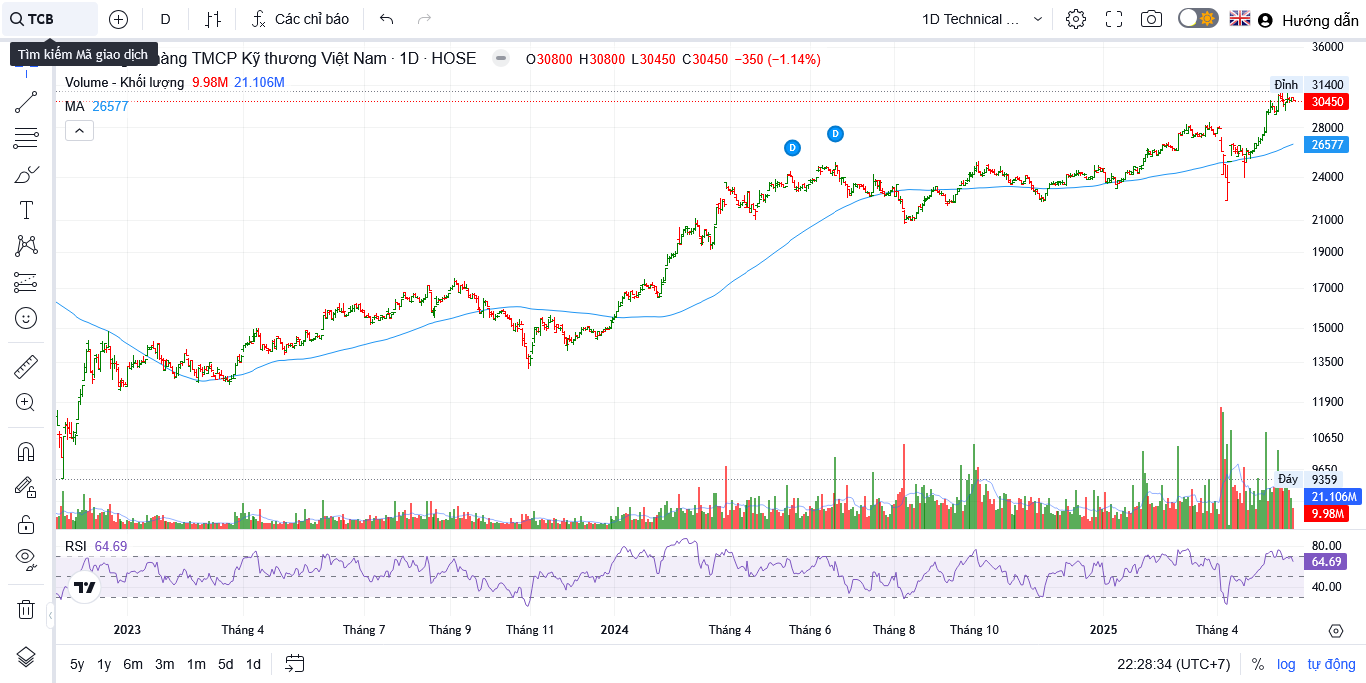 TCB
D
Các chỉ báo
1D Technical ...
Hướng dẫn
Tìm kiếm Mã giao dịch
hàng TMCP Kỹ thương Việt Nam · 1D · HOSE
O30800 H30800 L30450 C30450 −350 (−1.14%)
Volume - Khối lượng 9.98M 21.106M
MA 26577
D
D
36000
Đỉnh 31400
30450
28000
26577
24000
21000
19000
17000
15000
13500
11900
10650
9650
Đáy 9359
21.106M
9.98M
RSI 64.69
80.00
64.69
40.00
2023 Tháng 4 Tháng 7 Tháng 9 Tháng 11 2024 Tháng 4 Tháng 6 Tháng 8 Tháng 10 2025 Tháng 4
5y 1y 6m 3m 1m 5d 1d
22:28:34 (UTC+7) % log tự động